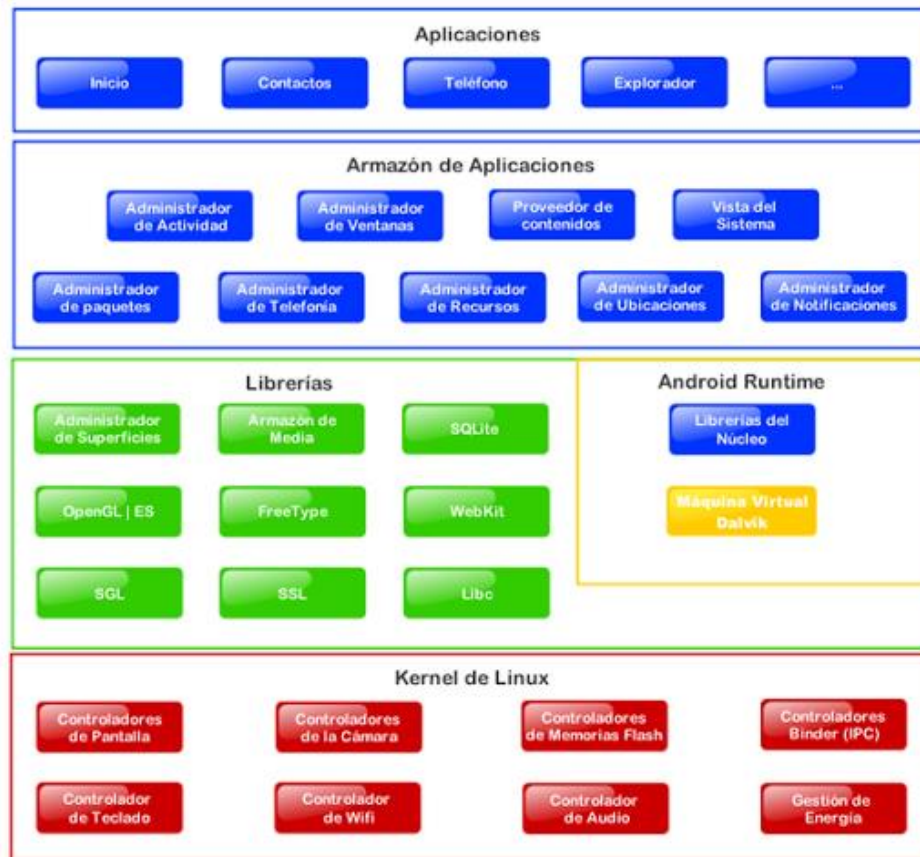 Aplicaciones
Inicio
Contactos
Teléfono
Explorador
...
Armazón de Aplicaciones
Administrador
de Actividad
Administrador
de Ventanas
Proveedor de
contenidos
Vista del
Sistema
Administrador
de paquetes
Administrador
de Telefonía
Administrador
de Recursos
Administrador
de Ubicaciones
Administrador
de Notificaciones
Librerías
Administrador
de Superficies
Armazón de
Media
SQLite
OpenGL | ES
FreeType
WebKit
SGL
SSL
Libc
Android Runtime
Librerías del
Núcleo
Máquina Virtual
Dalvik
Kernel de Linux
Controladores
de Pantalla
Controladores
de la Cámara
Controladores
de Memorias Flash
Controladores
Binder (IPC)
Controlador
de Teclado
Controlador
de Wifi
Controlador
de Audio
Gestión de
Energía